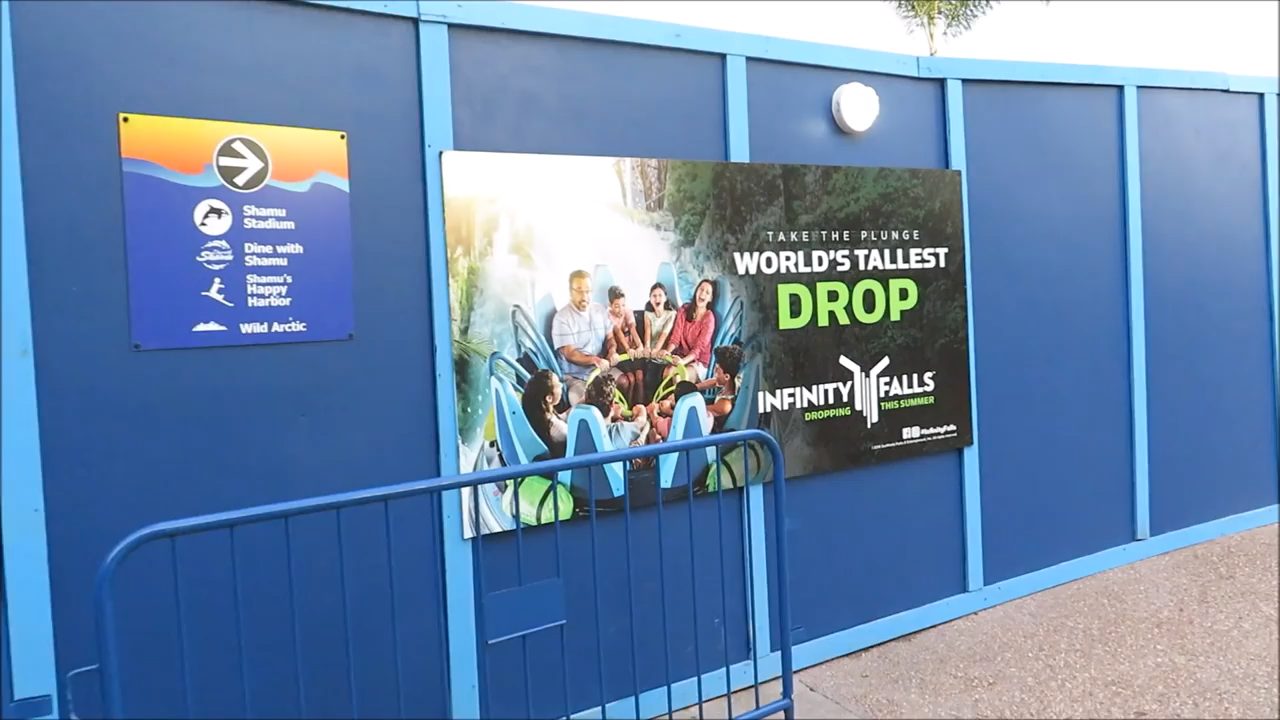 Shamu
Stadium
Dine with
Shamu
Shamu's
Happy
Harbor
Wild Arctic
TAKE THE PLUNGE
WORLD'S TALLEST
DROP
INFINITY FALLS
DROPPING THIS SUMMER
#InfinityFalls